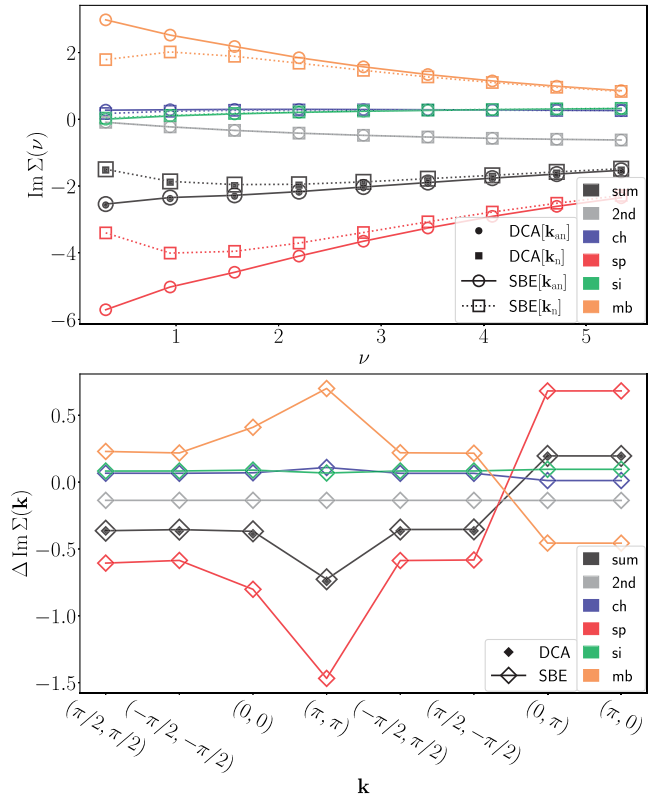 Im Σ(ν)
2
0
−2
−4
−6
1
2
3
4
5
ν
DCA[k_an]
DCA[k_n]
SBE[k_an]
SBE[k_n]
sum
2nd
ch
sp
si
mb
Δ Im Σ(k)
0.5
0.0
−0.5
−1.0
−1.5
DCA
SBE
sum
2nd
ch
sp
si
mb
(π/2, π/2)
(−π/2, −π/2)
(0, 0)
(π, π)
(−π/2, π/2)
(π/2, −π/2)
(0, π)
(π, 0)
k